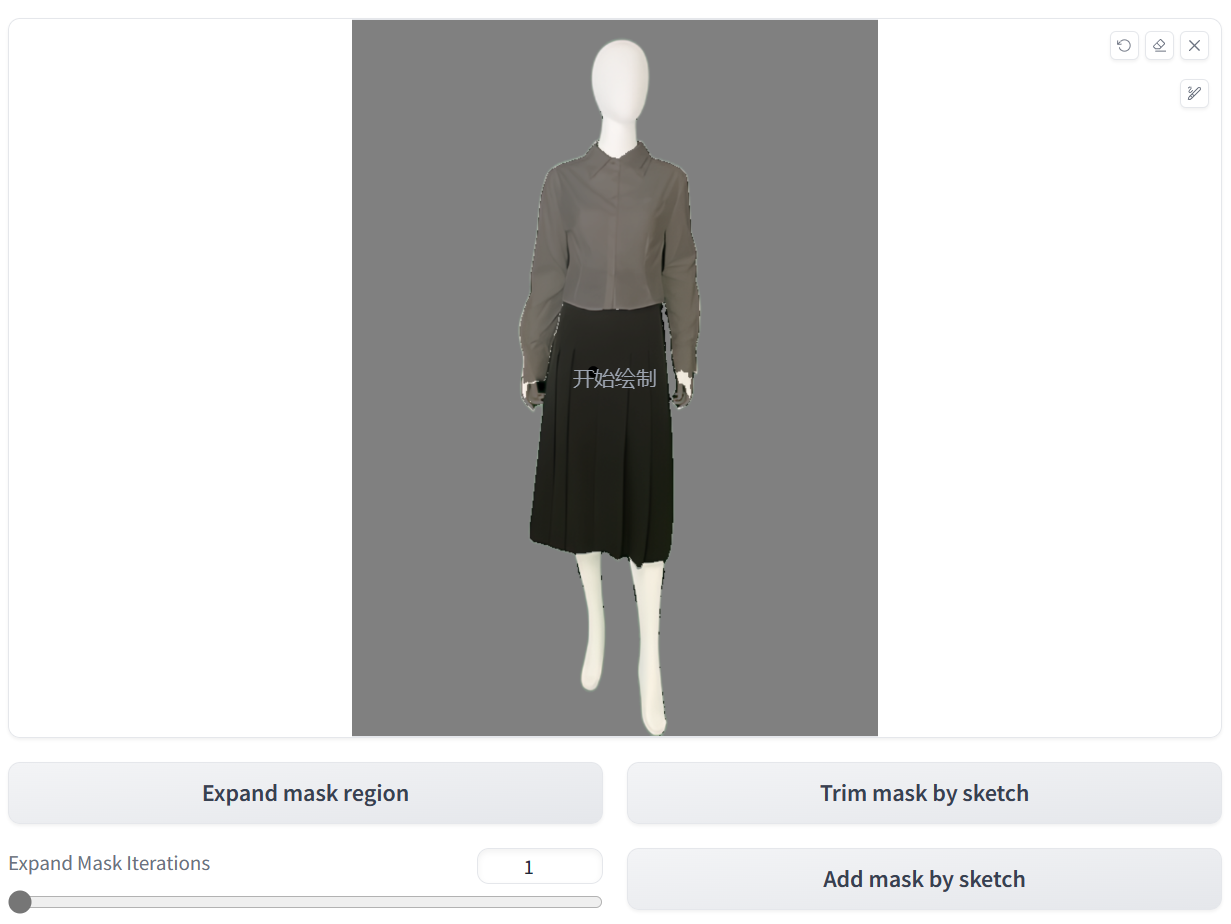 开始绘制
Expand mask region
Trim mask by sketch
Expand Mask Iterations
1
Add mask by sketch